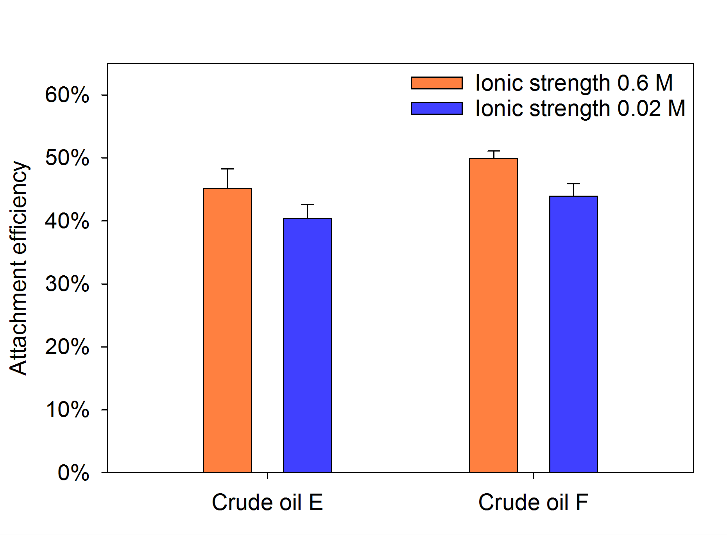 Ionic strength 0.6 M
Ionic strength 0.02 M
Attachment efficiency
60%
50%
40%
30%
20%
10%
0%
Crude oil E
Crude oil F